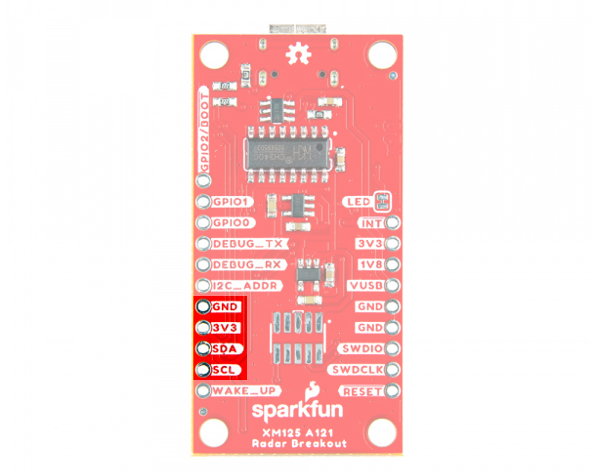 GPIO2/BOOT
GPIO1
LED
GPIO0
INT
DEBUG_TX
3V3
DEBUG_RX
1V8
I2C_ADDR
VUSB
GND
GND
3V3
GND
SDA
SWDIO
SCL
SWDCLK
WAKE_UP
RESET
sparkfun
XM125 A121
Radar Breakout